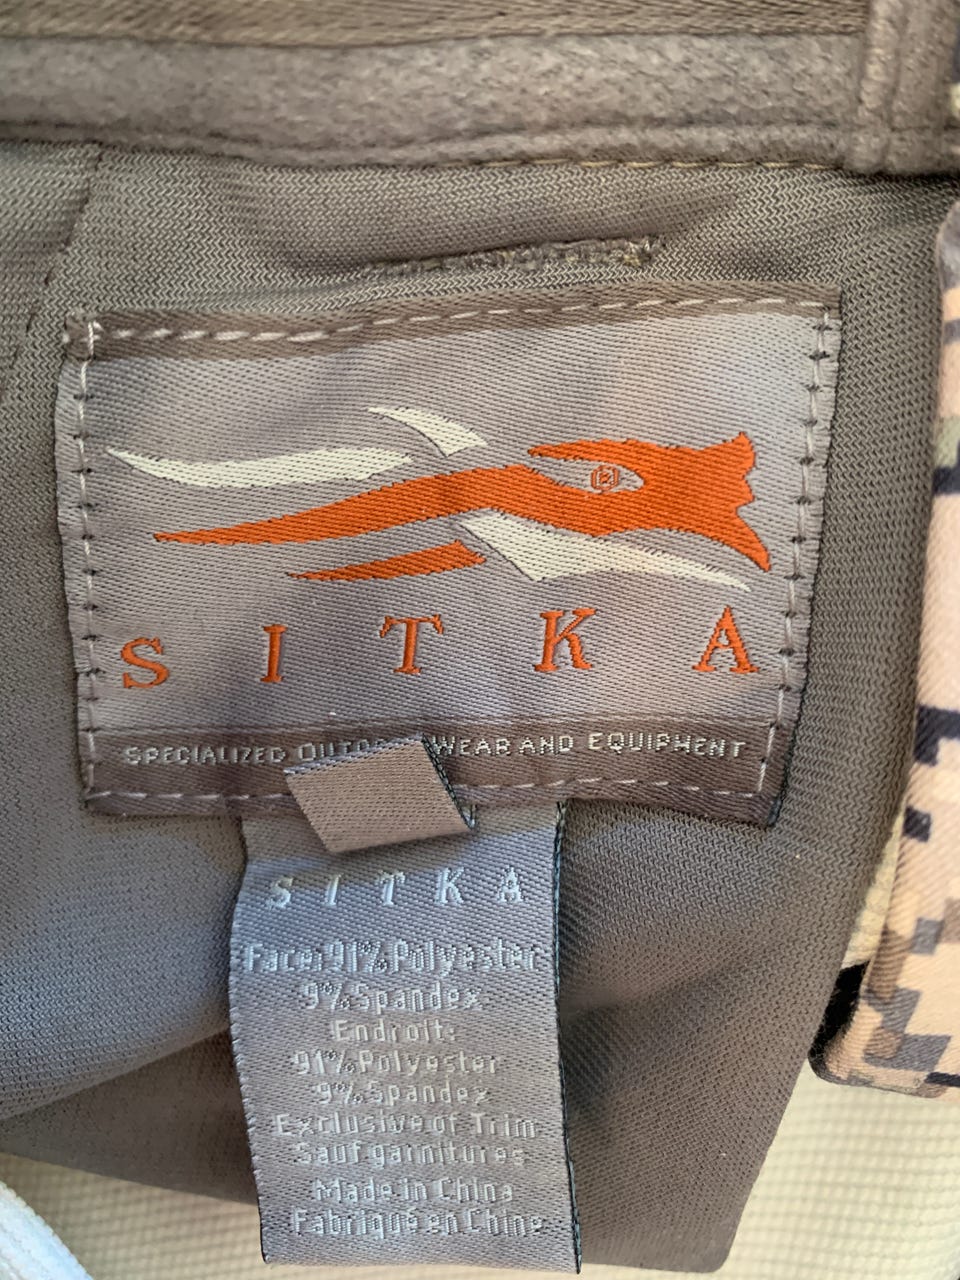 SITKA
SPECIALIZED WEAR AND EQUIPMENT
SITKA
Face: 91% Polyester
9% Spandex
Endroit:
91% Polyester
9% Spandex
Exclusive of Trim
Sauf garnitures
Made in China
Fabriqué en Chine